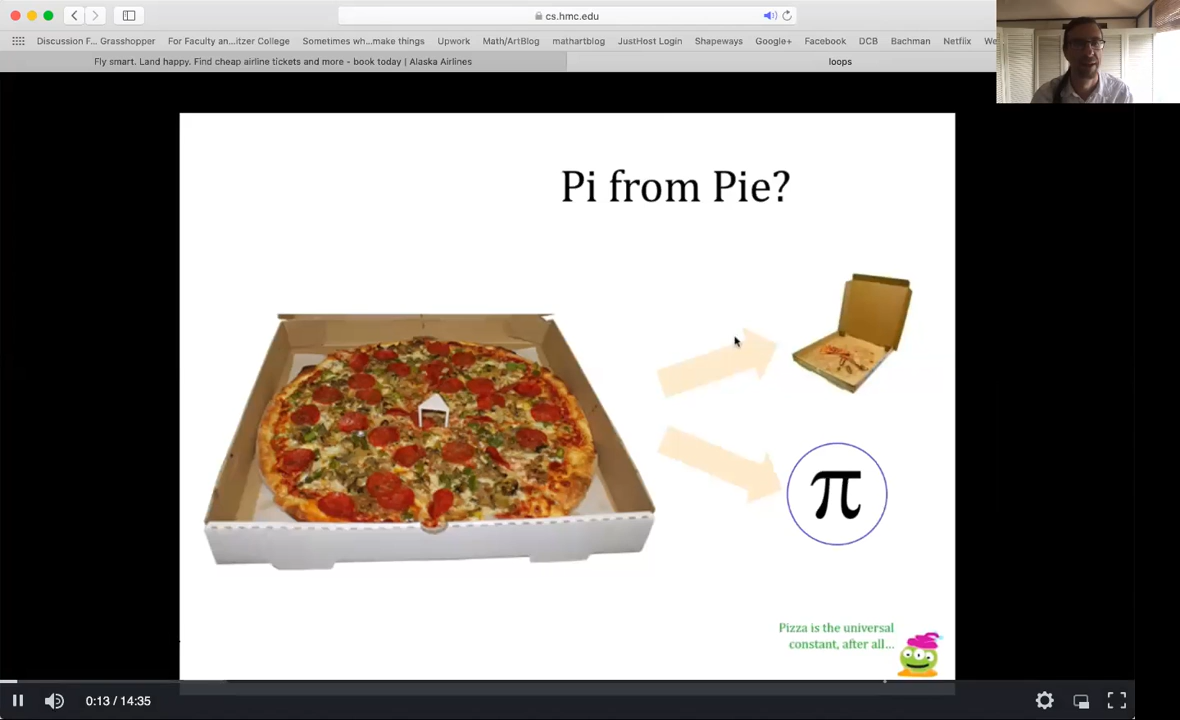 cs.hmc.edu
Discussion F... Grasshopper For Faculty an...itzer College Sometimes wh...make things Upwork Math/ArtBlog mathartblog JustHost Login Shapeways Google+ Facebook DCB Bachman Netflix We
Fly smart. Land happy. Find cheap airline tickets and more - book today | Alaska Airlines loops
Pi from Pie?
π
Pizza is the universal
constant, after all...
0:13 / 14:35